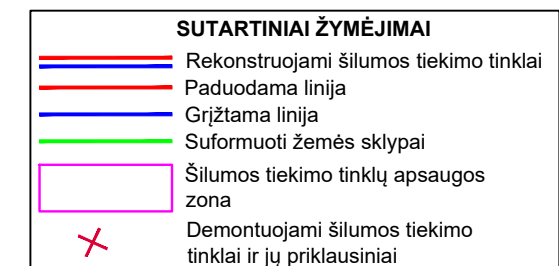 SUTARTINIAI ŽYMĖJIMAI
Rekonstruojami šilumos tiekimo tinklai
Paduodama linija
Grįžtama linija
Suformuoti žemės sklypai
Šilumos tiekimo tinklų apsaugos
zona
Demontuojami šilumos tiekimo
tinklai ir jų priklausiniai